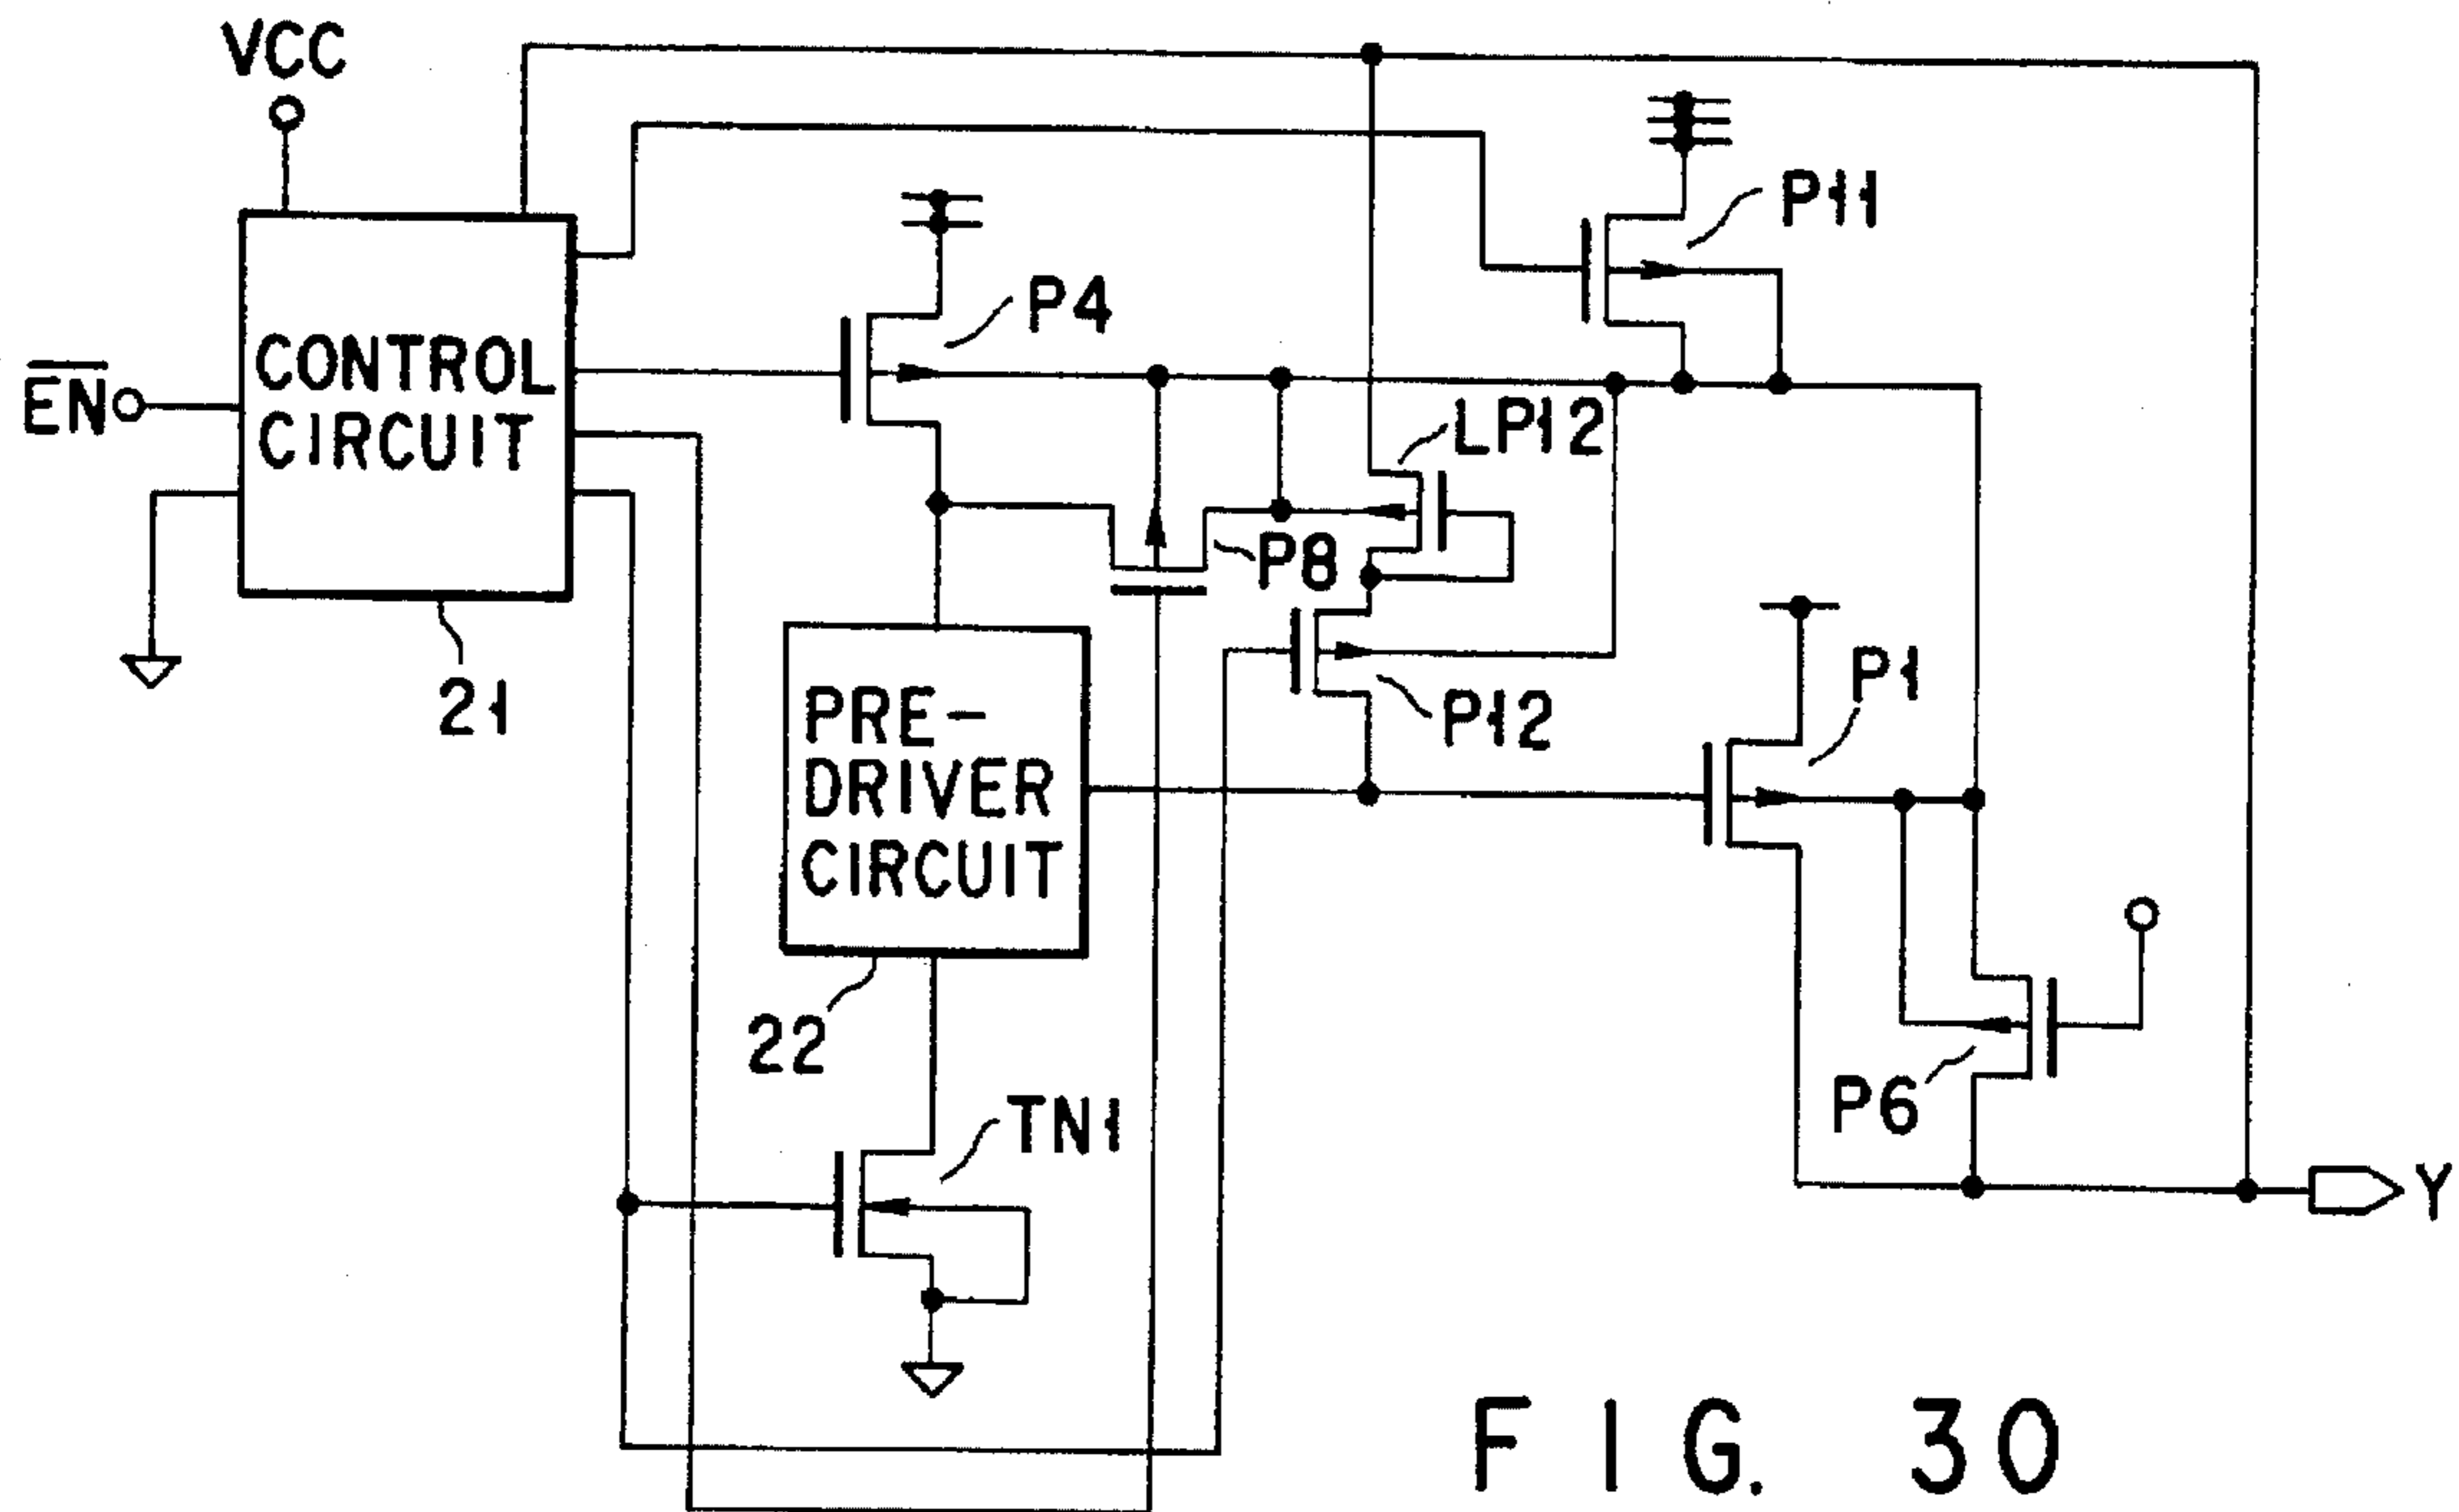 VCC
P11
P4
CONTROL
CIRCUIT
EN
LP12
P8
21
P12
P1
PRE-
DRIVER
CIRCUIT
22
P6
TN1
Y
FIG. 30